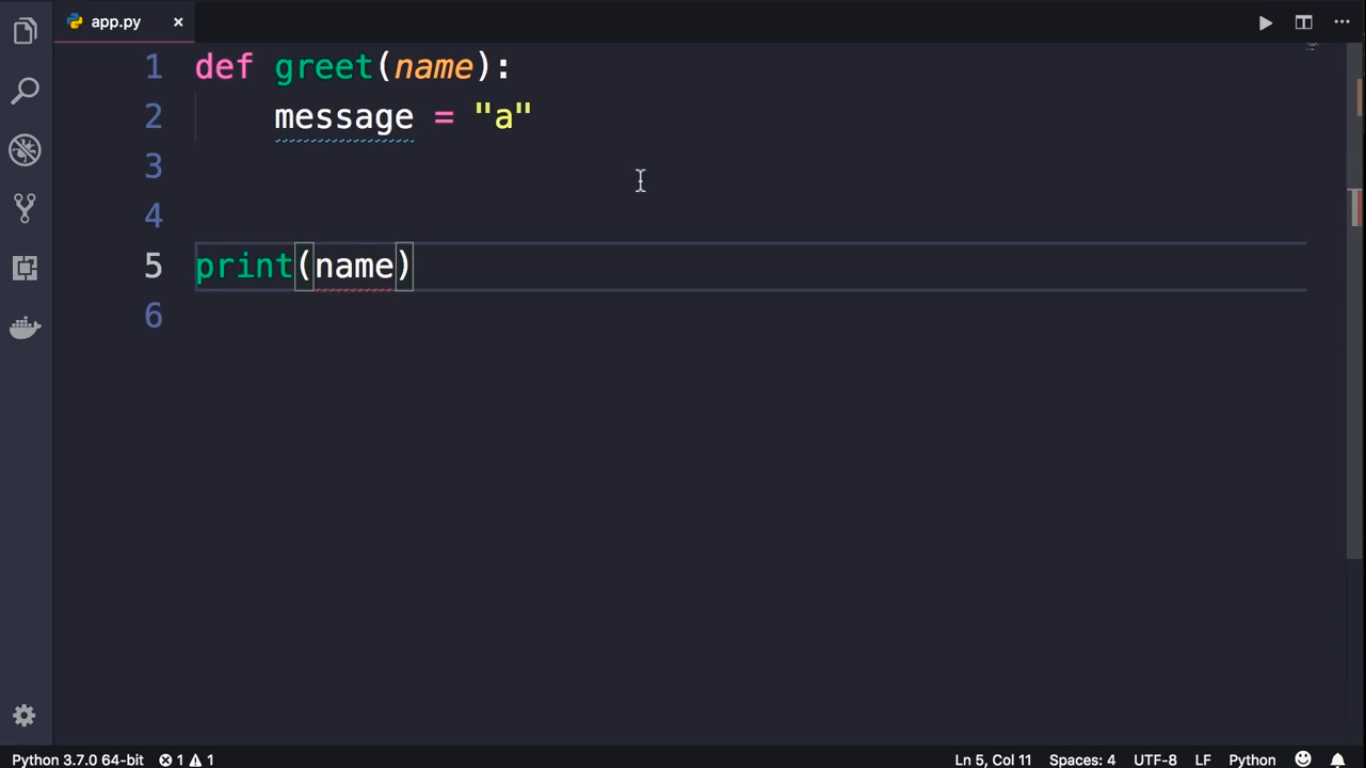 app.py ×
1 def greet(name):
2     message = "a"
3
4
5 print(name)
6
Python 3.7.0 64-bit 1 1 Ln 5, Col 11 Spaces: 4 UTF-8 LF Python